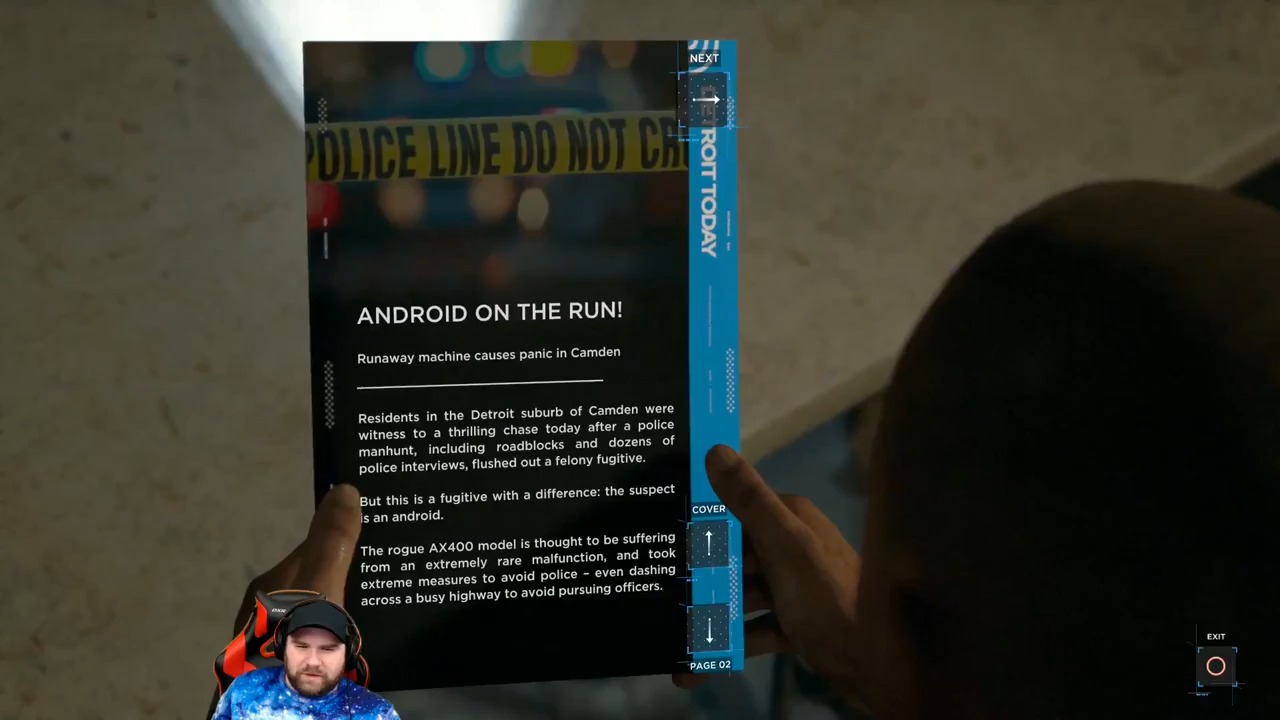 NEXT
POLICE LINE DO NOT
ROIT TODAY
ANDROID ON THE RUN!
Runaway machine causes panic in Camden
Residents in the Detroit suburb of Camden were
witness to a thrilling chase today after a police
manhunt, including roadblocks and dozens of
police interviews, flushed out a felony fugitive.
But this is a fugitive with a difference: the suspect
is an android.
The rogue AX400 model is thought to be suffering
from an extremely rare malfunction, and took
extreme measures to avoid police – even dashing
across a busy highway to avoid pursuing officers.
COVER
PAGE 02
EXIT